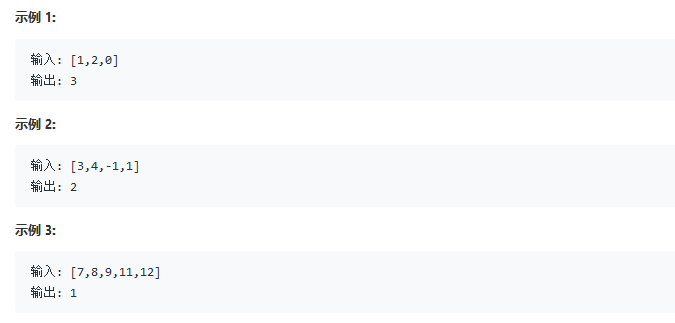 示例 1:
输入: [1,2,0]
输出: 3
示例 2:
输入: [3,4,-1,1]
输出: 2
示例 3:
输入: [7,8,9,11,12]
输出: 1